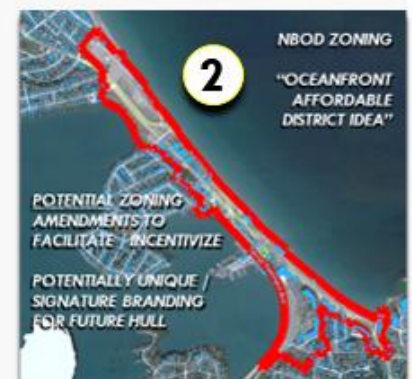 2
NBOD ZONING
“OCEANFRONT
AFFORDABLE
DISTRICT IDEA”
POTENTIAL ZONING
AMENDMENTS TO
FACILITATE / INCENTIVIZE
POTENTIALLY UNIQUE /
SIGNATURE BRANDING
FOR FUTURE HULL